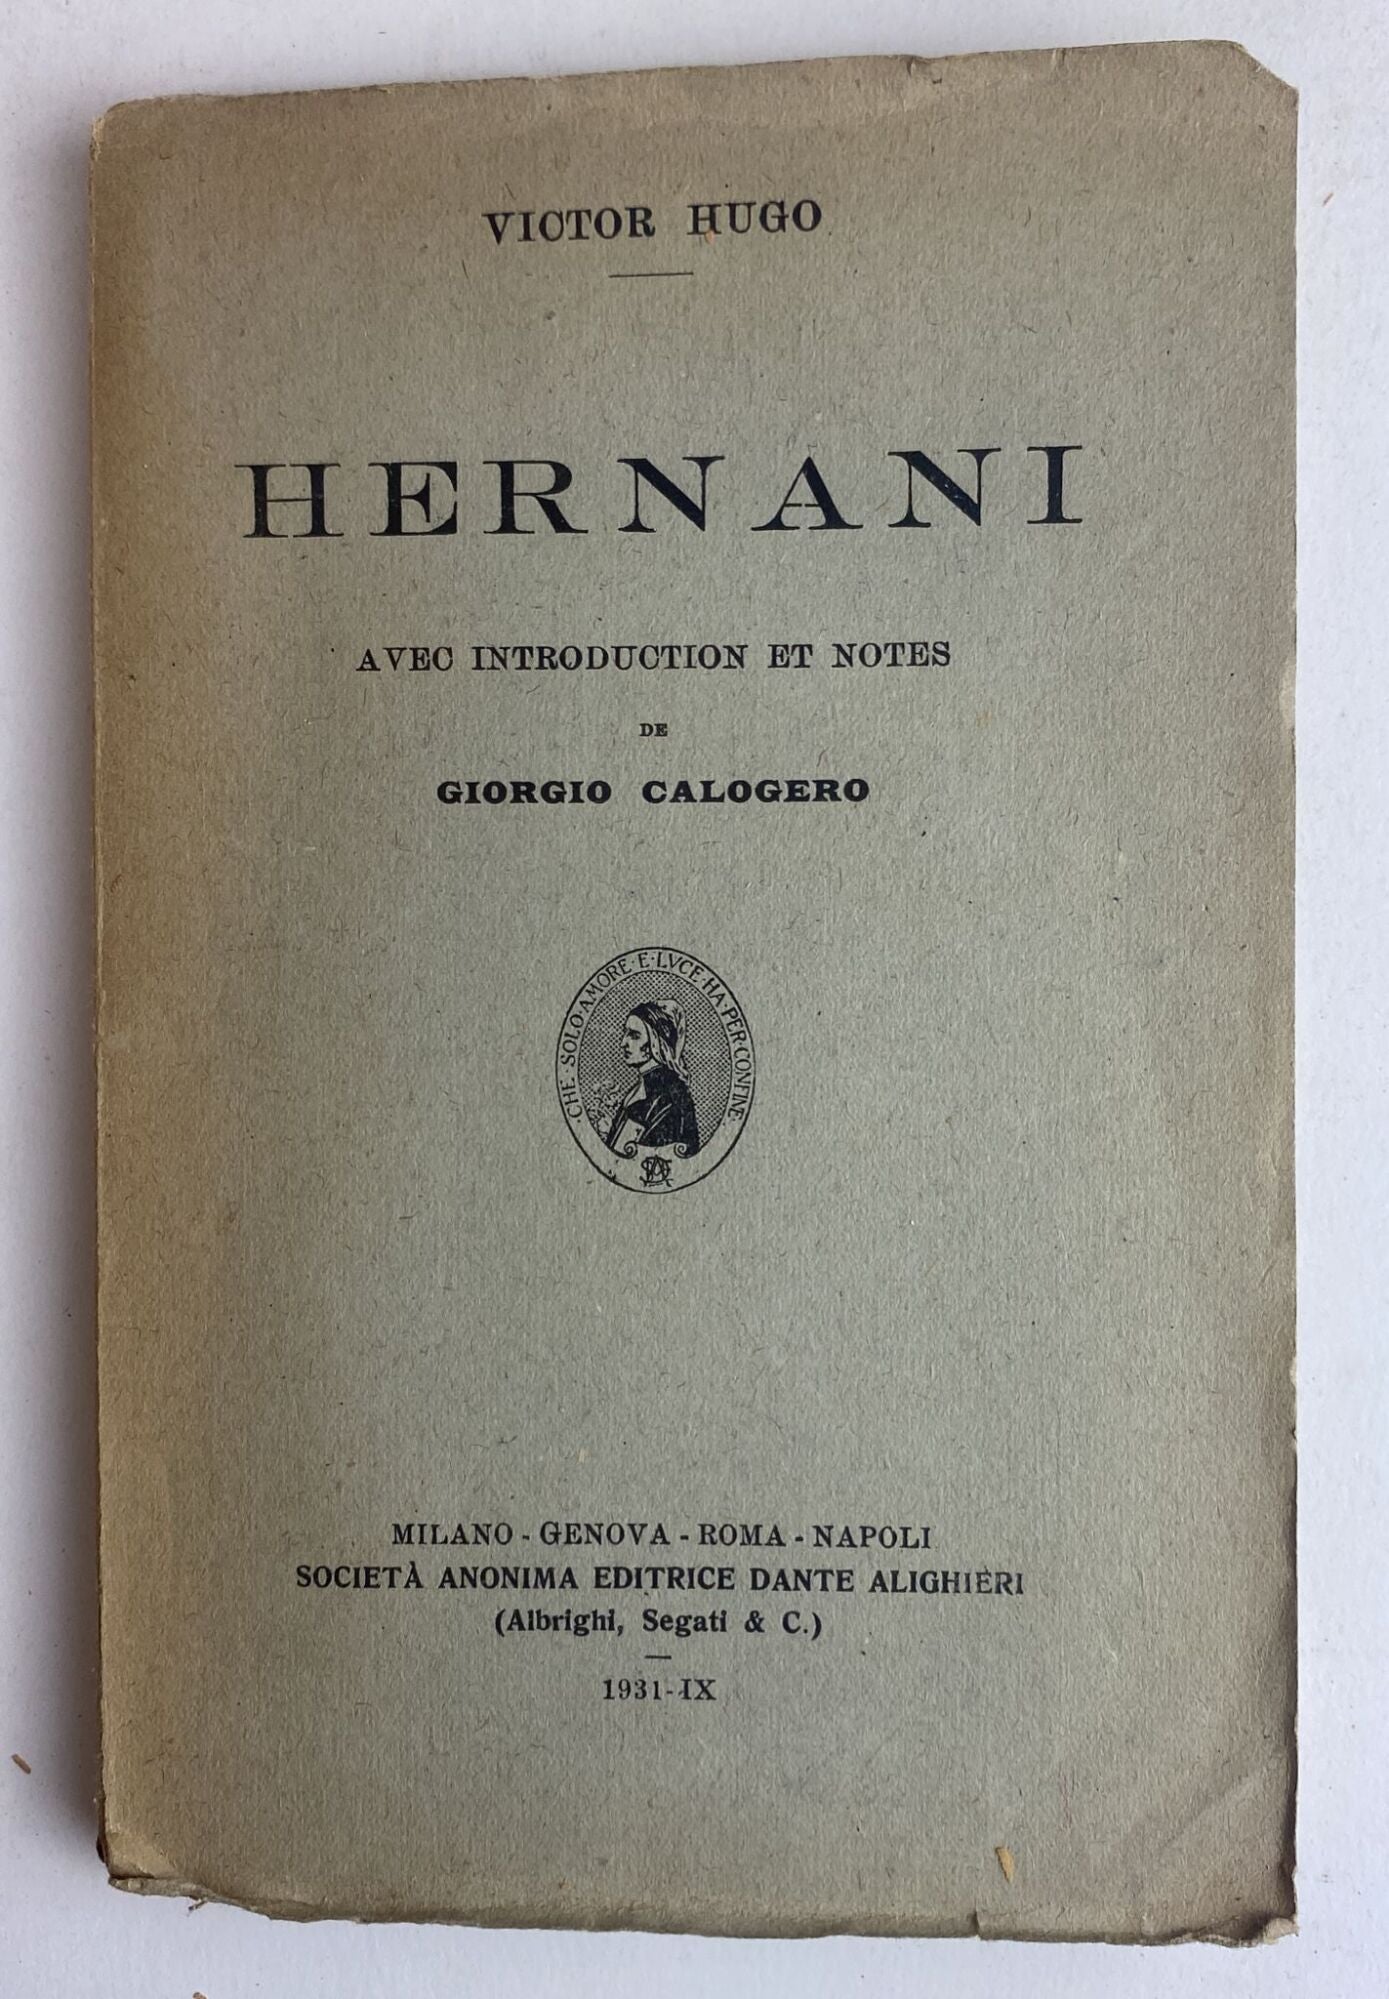 VICTOR HUGO
HERNANI
AVEC INTRODUCTION ET NOTES
DE
GIORGIO CALOGERO
·CHE·SOLO·AMORE·E·LVCE·HA·PER·CONFINE·
MILANO - GENOVA - ROMA - NAPOLI
SOCIETÀ ANONIMA EDITRICE DANTE ALIGHIERI
(Albrighi, Segati & C.)
1931-IX